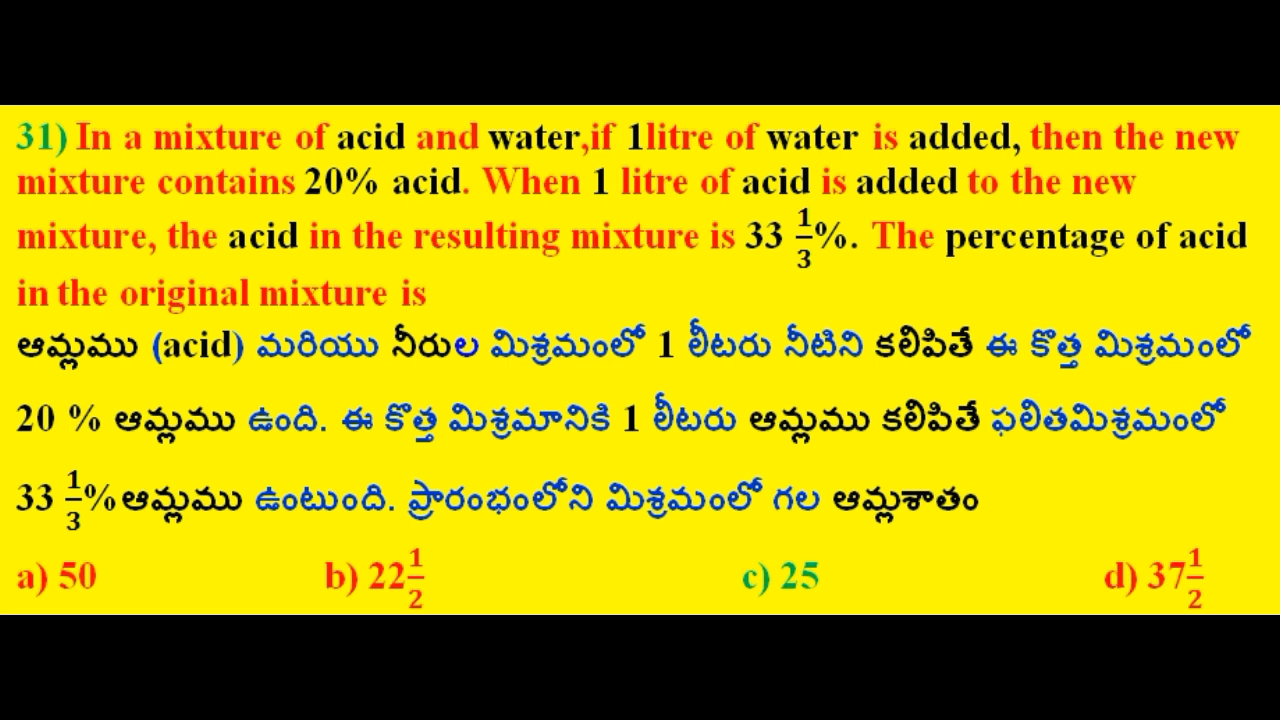 31) In a mixture of acid and water,if 1litre of water is added, then the new
mixture contains 20% acid. When 1 litre of acid is added to the new
mixture, the acid in the resulting mixture is 33 1/3%. The percentage of acid
in the original mixture is
ఆమ్లము (acid) మరియు నీరుల మిశ్రమంలో 1 లీటరు నీటిని కలిపితే ఈ కొత్త మిశ్రమంలో
20 % ఆమ్లము ఉంది. ఈ కొత్త మిశ్రమానికి 1 లీటరు ఆమ్లము కలిపితే ఫలితమిశ్రమంలో
33 1/3% ఆమ్లము ఉంటుంది. ప్రారంభంలోని మిశ్రమంలో గల ఆమ్లశాతం
a) 50 b) 22 1/2 c) 25 d) 37 1/2